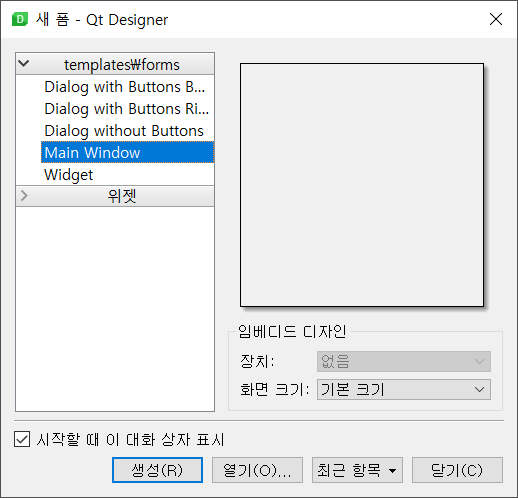 새 폼 - Qt Designer
templates₩forms
Dialog with Buttons B...
Dialog with Buttons Ri...
Dialog without Buttons
Main Window
Widget
위젯
임베디드 디자인
장치: 없음
화면 크기: 기본 크기
시작할 때 이 대화 상자 표시
생성(R) 열기(O)... 최근 항목 닫기(C)